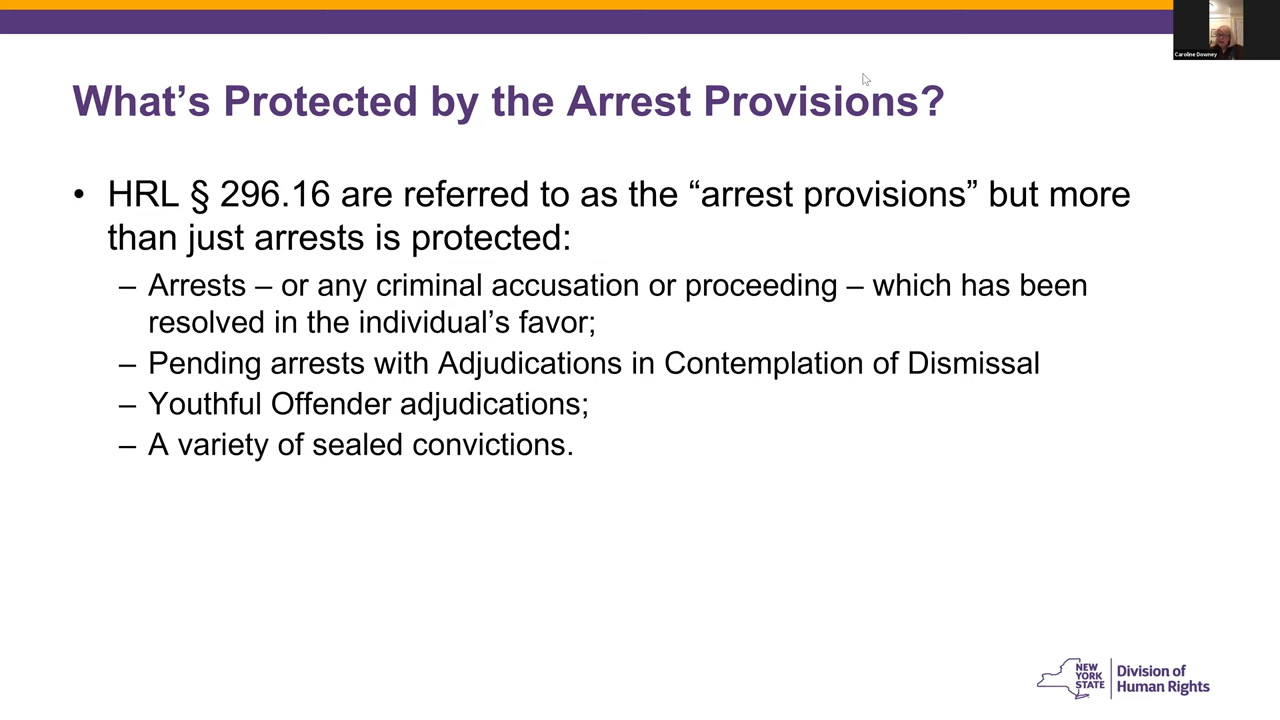 Caroline Downey
What’s Protected by the Arrest Provisions?
• HRL § 296.16 are referred to as the “arrest provisions” but more
than just arrests is protected:
– Arrests – or any criminal accusation or proceeding – which has been
resolved in the individual’s favor;
– Pending arrests with Adjudications in Contemplation of Dismissal
– Youthful Offender adjudications;
– A variety of sealed convictions.
NEW
YORK
STATE
Division of
Human Rights